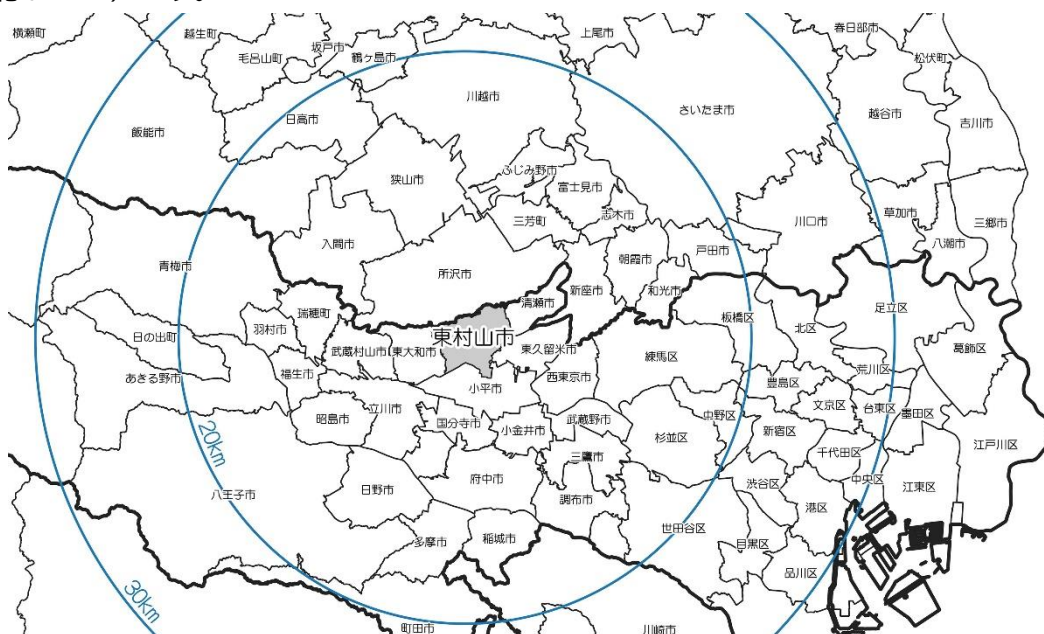 横瀬町
越生町
毛呂山町
坂戸市
鶴ヶ島市
上尾市
春日部市
松伏町
川越市
さいたま市
越谷市
吉川市
飯能市
日高市
狭山市
ふじみ野市
富士見市
三芳町
志木市
川口市
草加市
三郷市
八潮市
入間市
所沢市
朝霞市
戸田市
青梅市
新座市
和光市
清瀬市
足立区
瑞穂町
羽村市
東村山市
板橋区
北区
日の出町
武蔵村山市
東大和市
東久留米市
練馬区
葛飾区
あきる野市
福生市
小平市
西東京市
豊島区
荒川区
昭島市
立川市
国分寺市
小金井市
武蔵野市
中野区
文京区
台東区
墨田区
杉並区
新宿区
20km
三鷹市
千代田区
江戸川区
八王子市
日野市
府中市
調布市
渋谷区
港区
中央区
江東区
多摩市
稲城市
世田谷区
目黒区
品川区
30km
町田市
川崎市